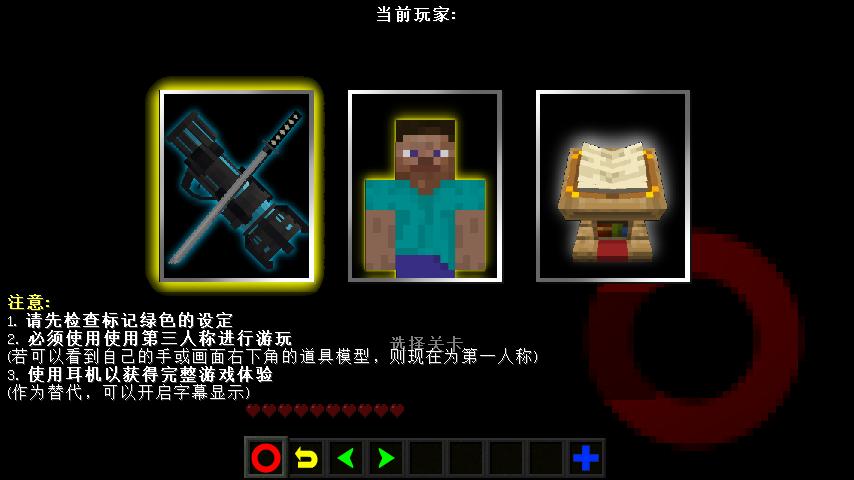 当前玩家:
注意:
1. 请先检查标记绿色的设定
2. 必须使用使用第三人称进行游玩
选择关卡
(若可以看到自己的手或画面右下角的道具模型，则现在为第一人称)
3. 使用耳机以获得完整游戏体验
(作为替代，可以开启字幕显示)